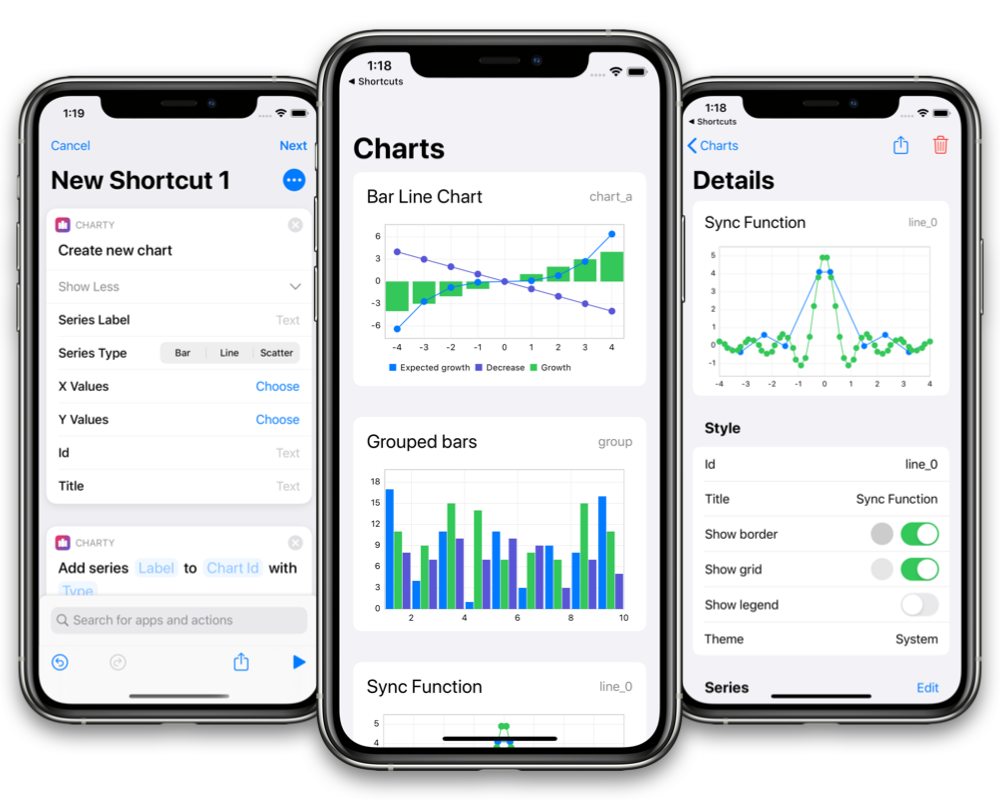 1:19
Cancel
Next
New Shortcut 1
CHARTY
Create new chart
Show Less
Series Label Text
Series Type Bar Line Scatter
X Values Choose
Y Values Choose
Id Text
Title Text
CHARTY
Add series Label to Chart Id with
Type
Search for apps and actions
1:18
Shortcuts
Charts
Bar Line Chart chart_a
6
3
0
-3
-6
-4 -3 -2 -1 0 1 2 3 4
Expected growth Decrease Growth
Grouped bars group
18
15
12
9
6
3
0
2 4 6 8 10
Sync Function line_0
5
4
1:18
Shortcuts
Charts
Details
Sync Function line_0
5
4
3
2
1
0
-1
-4 -3 -2 -1 0 1 2 3 4
Style
Id line_0
Title Sync Function
Show border
Show grid
Show legend
Theme System
Series Edit